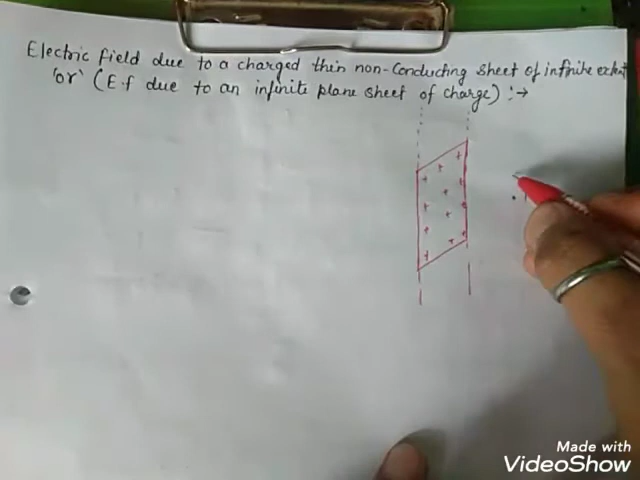 Electric field due to a charged thin non-Conducting sheet of infinite extent
'or' (E.f due to an infinite plane sheet of charge) :→
Made with
VideoShow